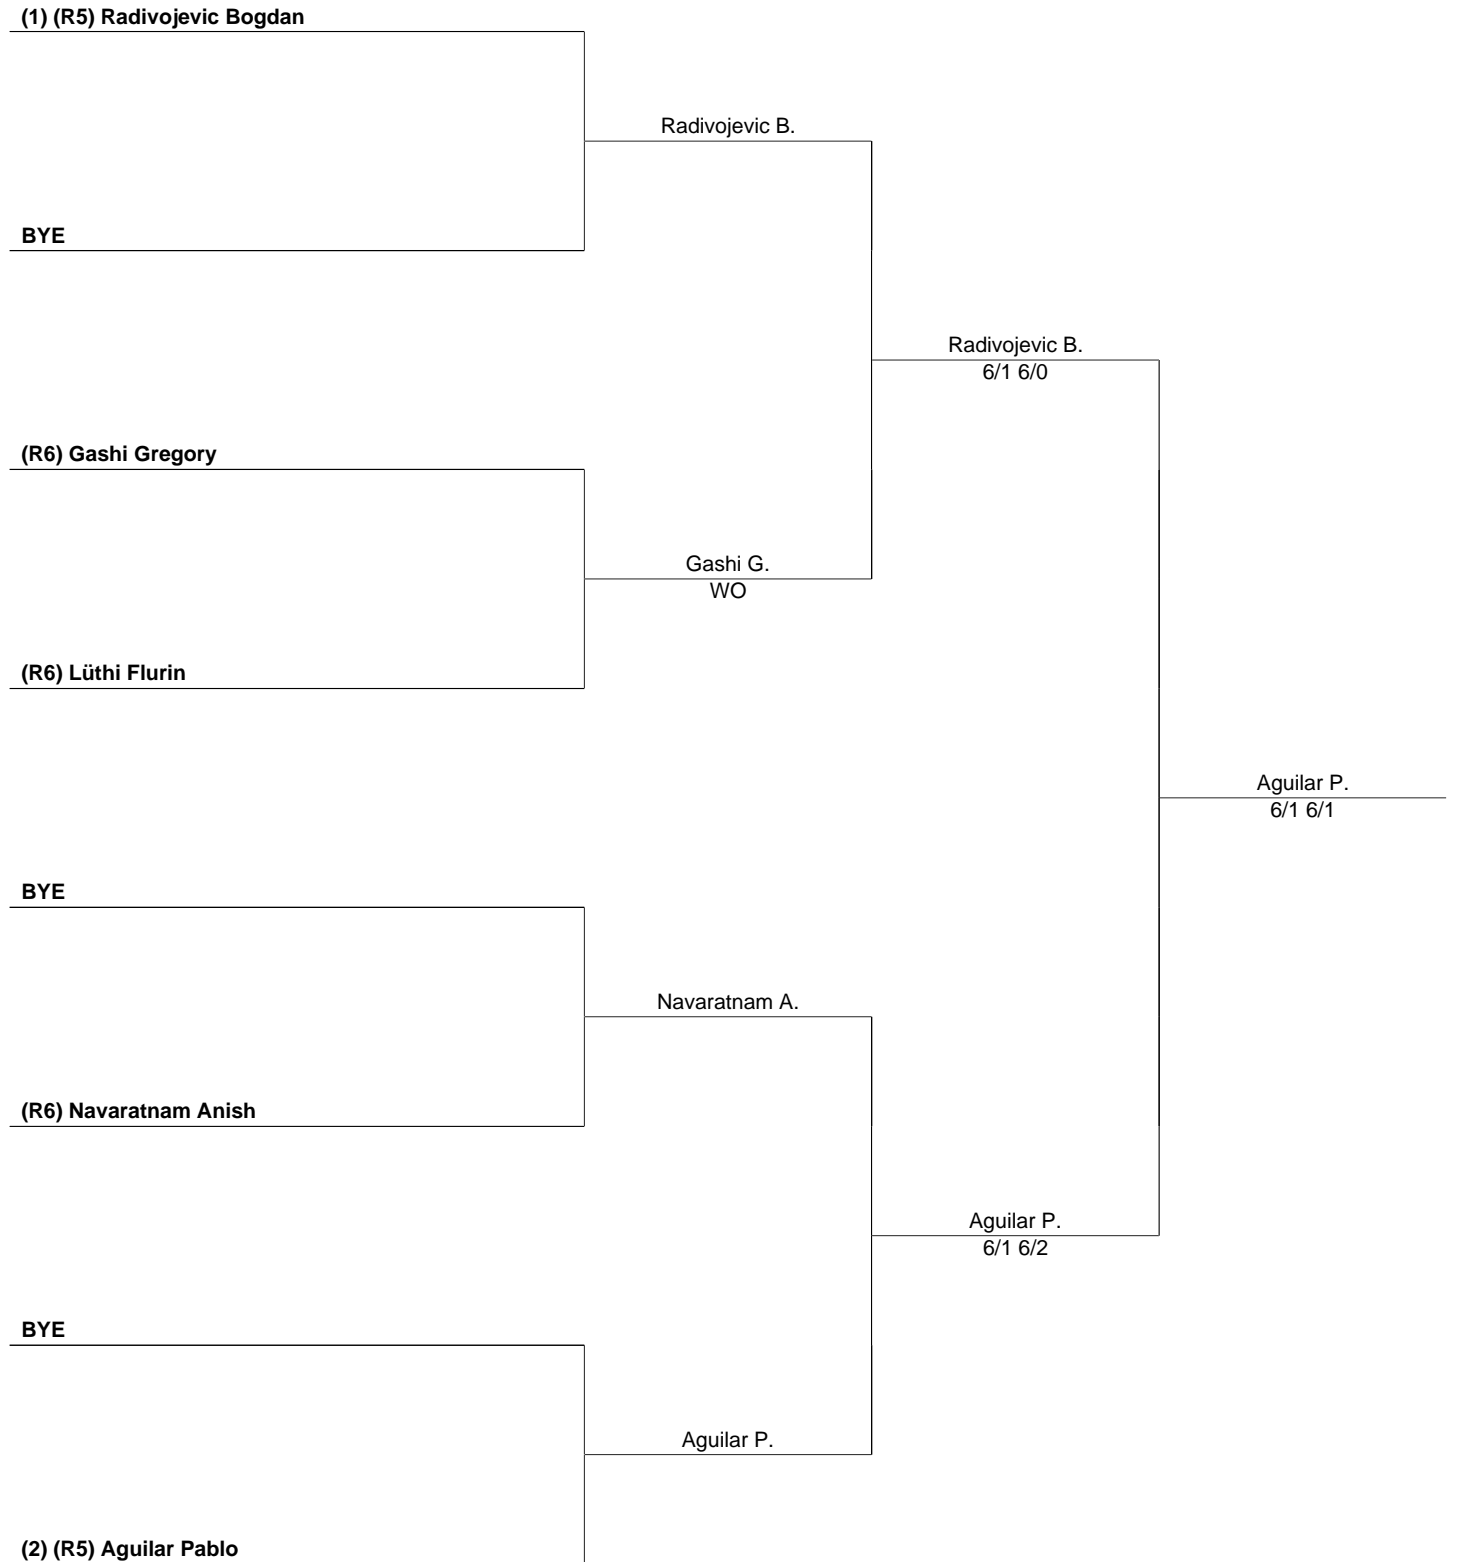 (1) (R5) Radivojevic Bogdan
Radivojevic B.
BYE
Radivojevic B.
6/1 6/0
(R6) Gashi Gregory
Gashi G.
WO
(R6) Lüthi Flurin
Aguilar P.
6/1 6/1
BYE
Navaratnam A.
(R6) Navaratnam Anish
Aguilar P.
6/1 6/2
BYE
Aguilar P.
(2) (R5) Aguilar Pablo